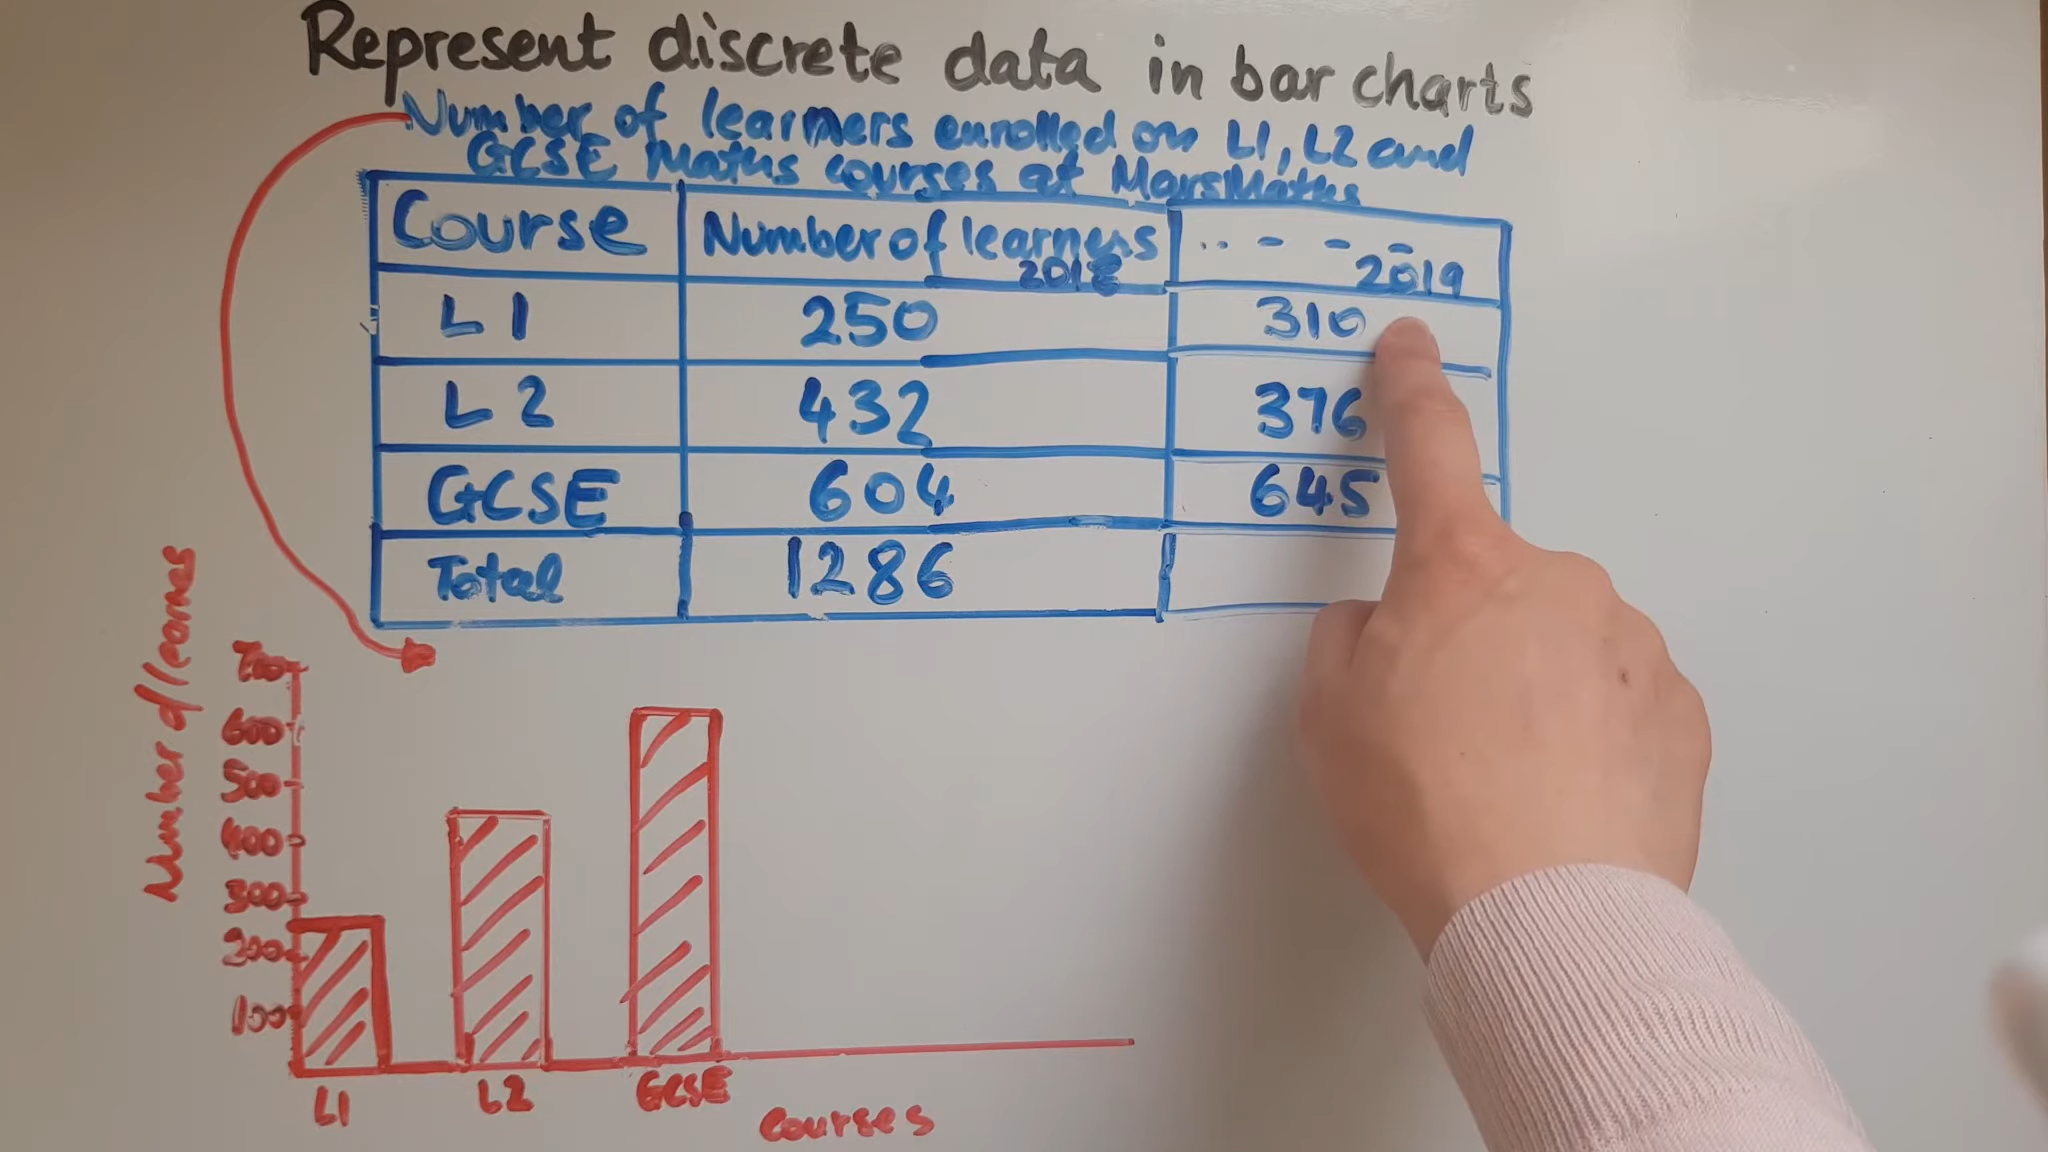 Represent discrete data in bar charts
Number of learners enrolled on L1, L2 and
GCSE Maths courses at MarsMaths
Course Number of learners 2018 .. - - - 2019
L1 250 310
L2 432 376
GCSE 604 645
Total 1286
Number of learnes
700
600
500
400
300
200
100
L1 L2 GCSE
Courses